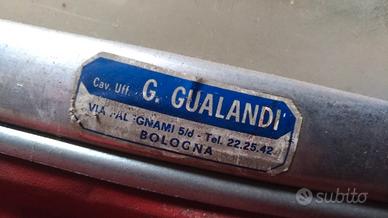 Cav. Uff. G. GUALANDI
VIA 5/d - Tel. 22.25.42
BOLOGNA
subito